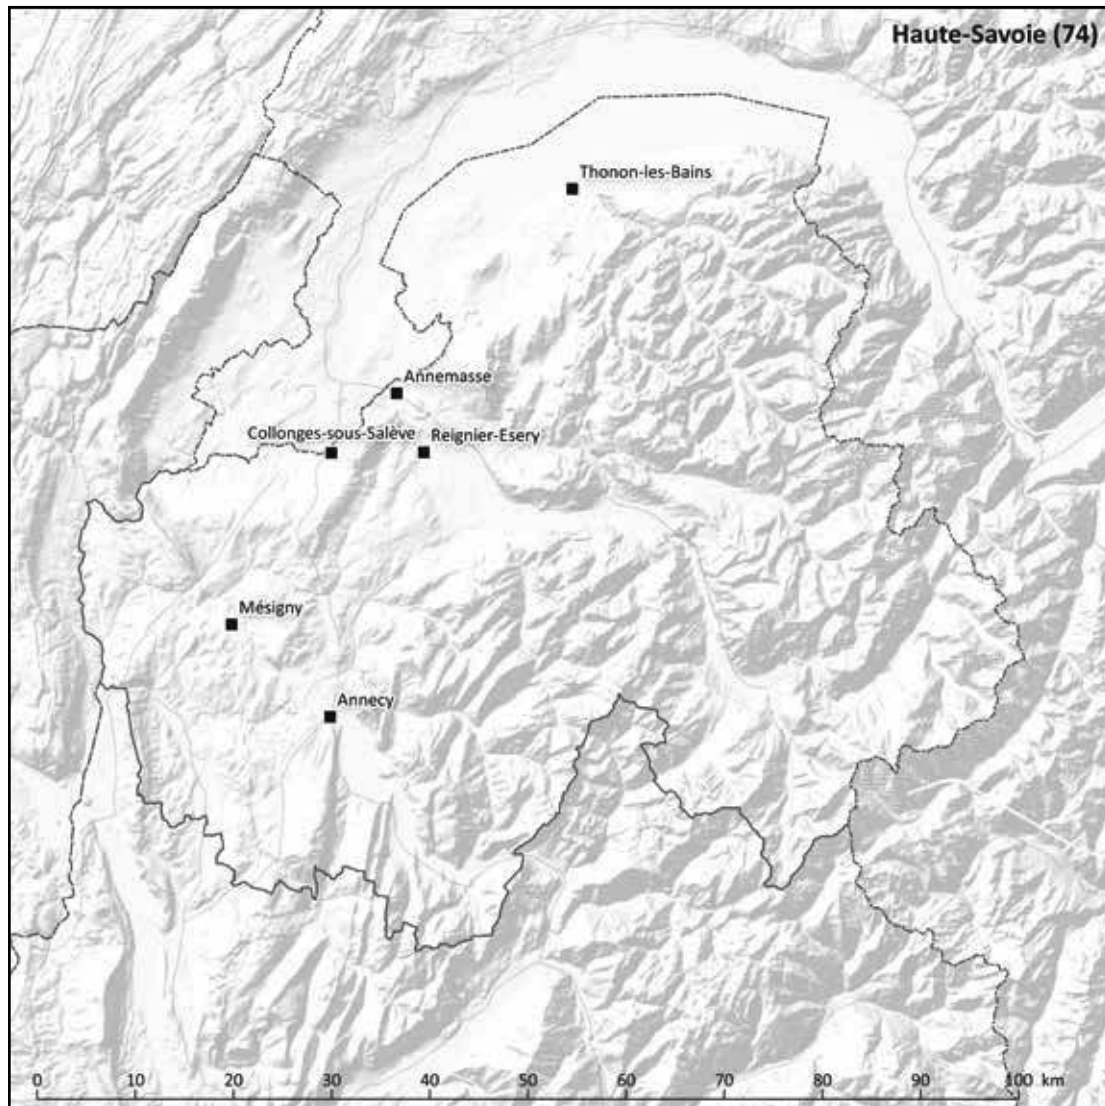 Haute-Savoie (74)
Thonon-les-Bains
Annemasse
Collonges-sous-Salève
Reignier-Esery
Mésigny
Annecy
0 10 20 30 40 50 60 70 80 90 100 km